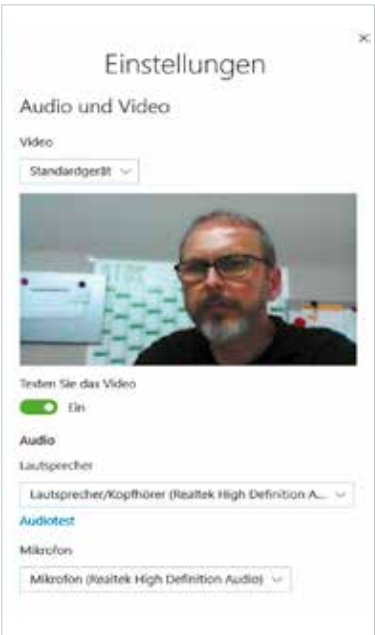 Einstellungen
Audio und Video
Video
Standardgerät
Testen Sie das Video
Ein
Audio
Lautsprecher
Lautsprecher/Kopfhörer (Realtek High Definition A...
Audiotest
Mikrofon
Mikrofon (Realtek High Definition Audio)